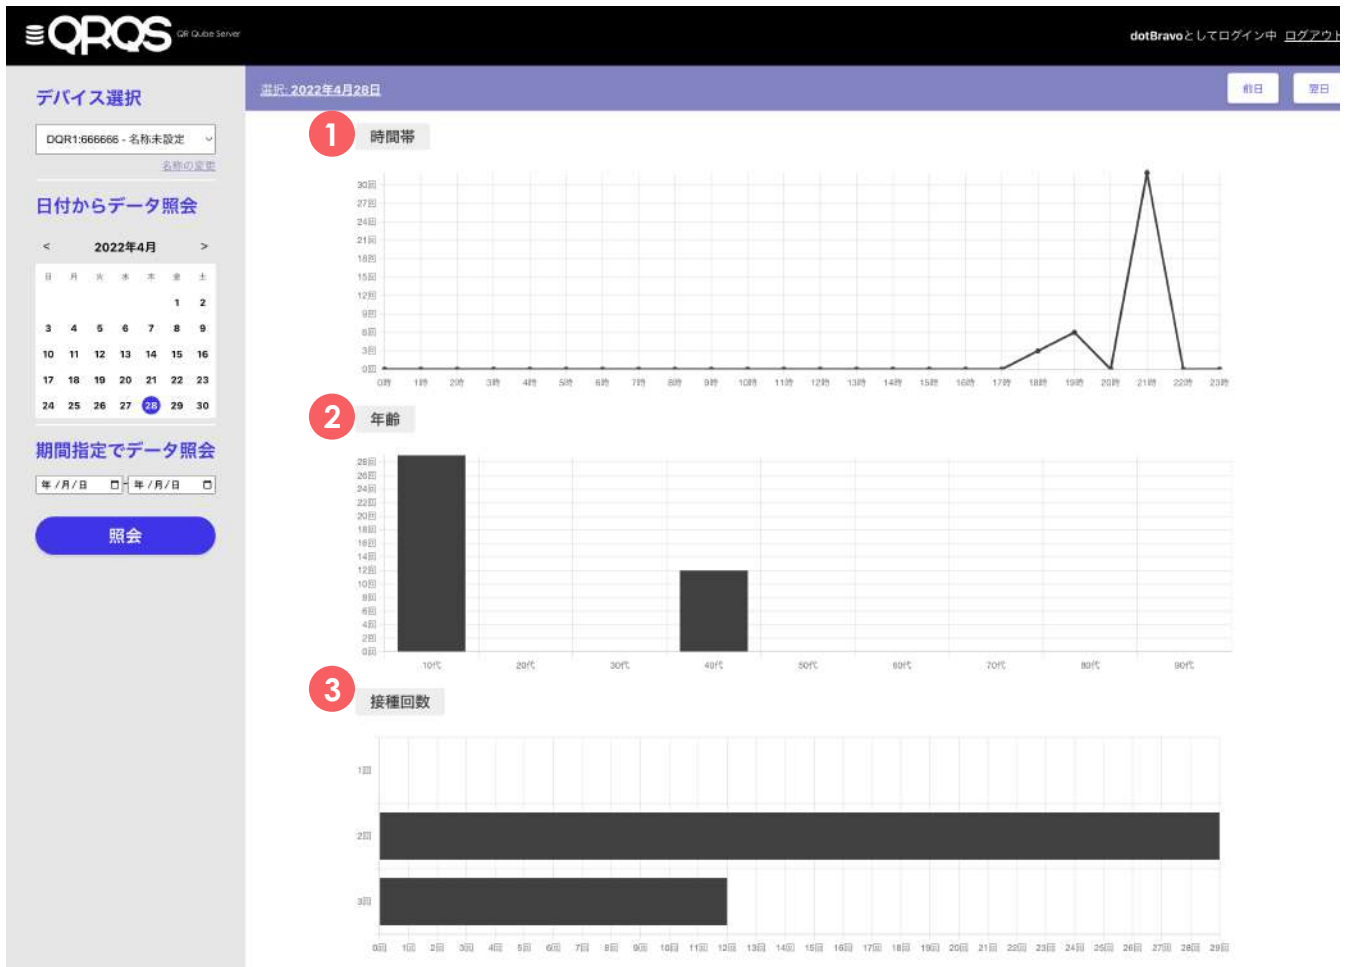 QRQS QR Qube Server
dotBravoとしてログイン中 ログアウト
デバイス選択
DQR1:666666 - 名称未設定
名称の変更
日付からデータ照会
< 2022年4月 >
日 月 火 水 木 金 土
1 2
3 4 5 6 7 8 9
10 11 12 13 14 15 16
17 18 19 20 21 22 23
24 25 26 27 28 29 30
期間指定でデータ照会
年/月/日 - 年/月/日
照会
選択: 2022年4月28日
前日 翌日
1 時間帯
30回
27回
24回
21回
18回
15回
12回
9回
6回
3回
0回
0時 1時 2時 3時 4時 5時 6時 7時 8時 9時 10時 11時 12時 13時 14時 15時 16時 17時 18時 19時 20時 21時 22時 23時
2 年齢
28回
26回
24回
22回
20回
18回
16回
14回
12回
10回
8回
6回
4回
2回
0回
10代 20代 30代 40代 50代 60代 70代 80代 90代
3 接種回数
1回
2回
3回
0回 1回 2回 3回 4回 5回 6回 7回 8回 9回 10回 11回 12回 13回 14回 15回 16回 17回 18回 19回 20回 21回 22回 23回 24回 25回 26回 27回 28回 29回